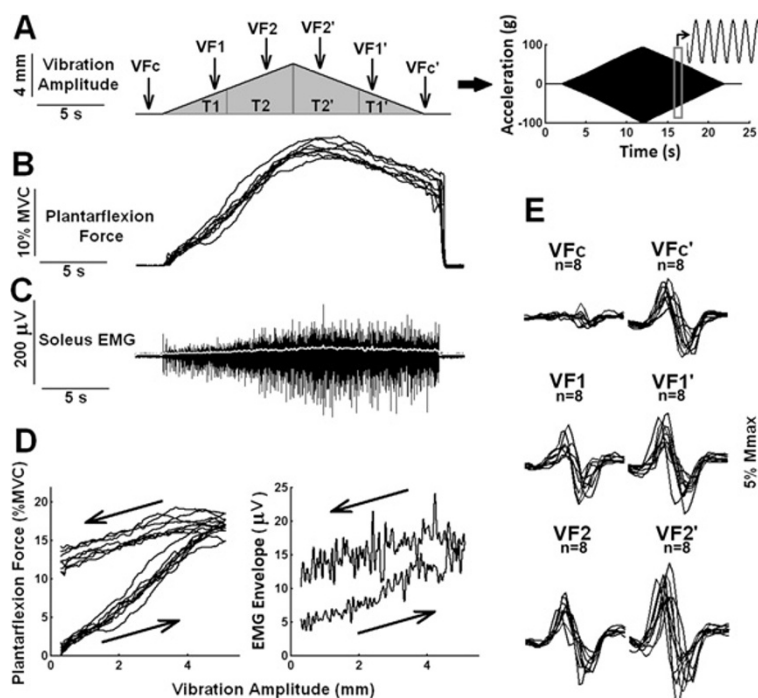 A
4 mm
Vibration
Amplitude
5 s
VFc
VF1
VF2
VF2'
VF1'
VFc'
T1
T2
T2'
T1'
Acceleration (g)
100
0
-100
0
5
10
15
20
25
Time (s)
B
10% MVC
Plantarflexion
Force
5 s
C
200 µV
Soleus EMG
5 s
D
Plantarflexion Force (%MVC)
20
15
10
5
0
0
2
4
EMG Envelope (µV)
25
20
15
10
5
0
0
2
4
Vibration Amplitude (mm)
E
VFc
n=8
VFc'
n=8
VF1
n=8
VF1'
n=8
5% Mmax
VF2
n=8
VF2'
n=8